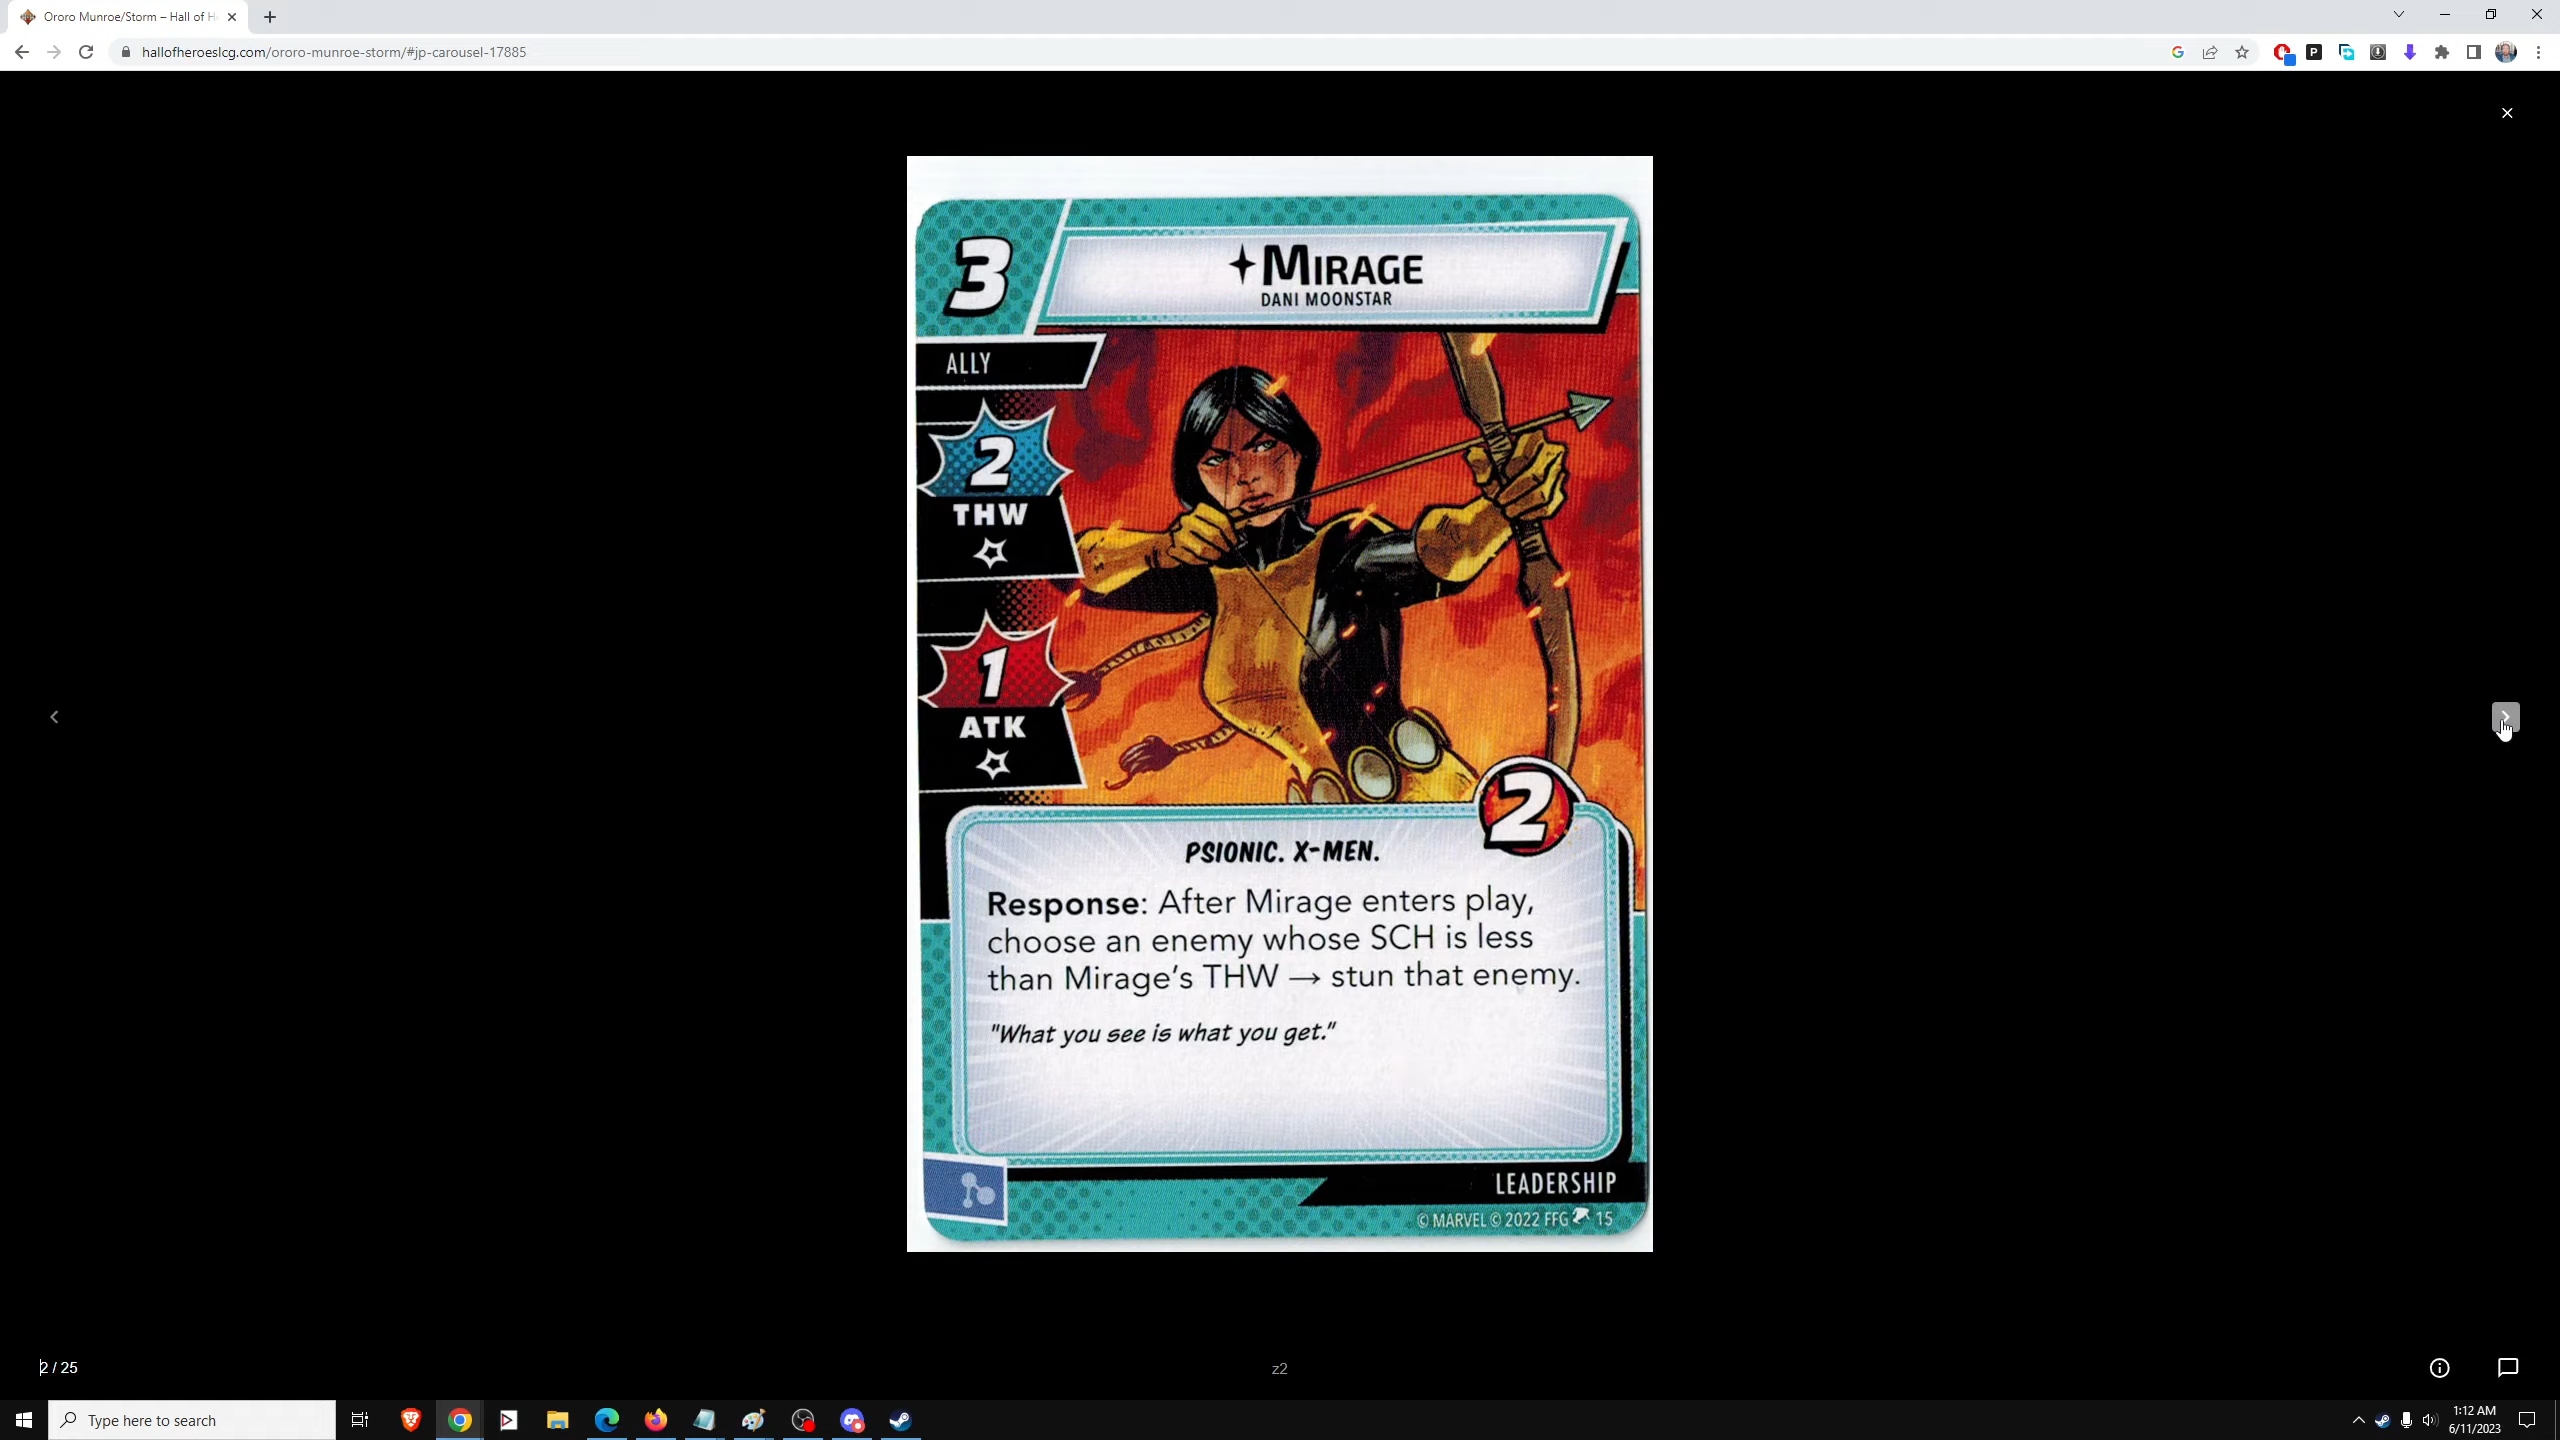 Ororo Munroe/Storm – Hall of H
hallofheroeslcg.com/ororo-munroe-storm/#jp-carousel-17885
3
MIRAGE
DANI MOONSTAR
ALLY
2
THW
1
ATK
2
PSIONIC. X-MEN.
Response: After Mirage enters play,
choose an enemy whose SCH is less
than Mirage's THW → stun that enemy.
"What you see is what you get."
LEADERSHIP
© MARVEL © 2022 FFG 15
2 / 25
z2
Type here to search
1:12 AM
6/11/2023